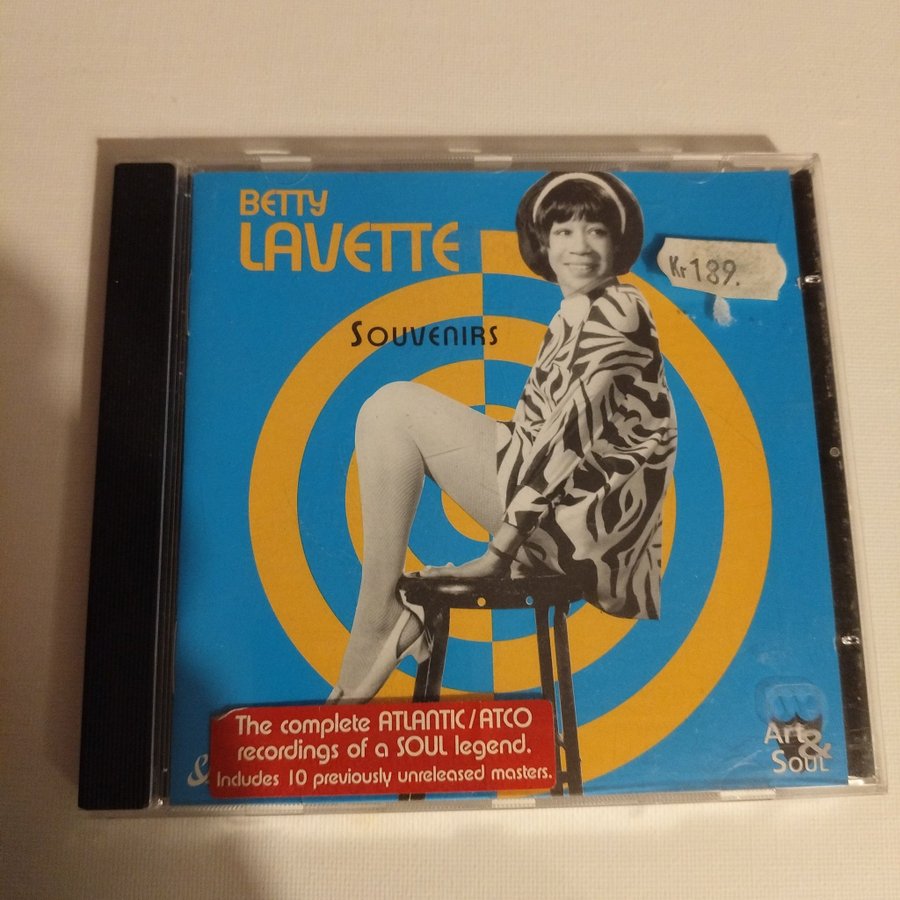 BETTY
LAVETTE
Kr 189.
SOUVENIRS
The complete ATLANTIC/ATCO
recordings of a SOUL legend.
Includes 10 previously unreleased masters.
&
Art &
SOUL